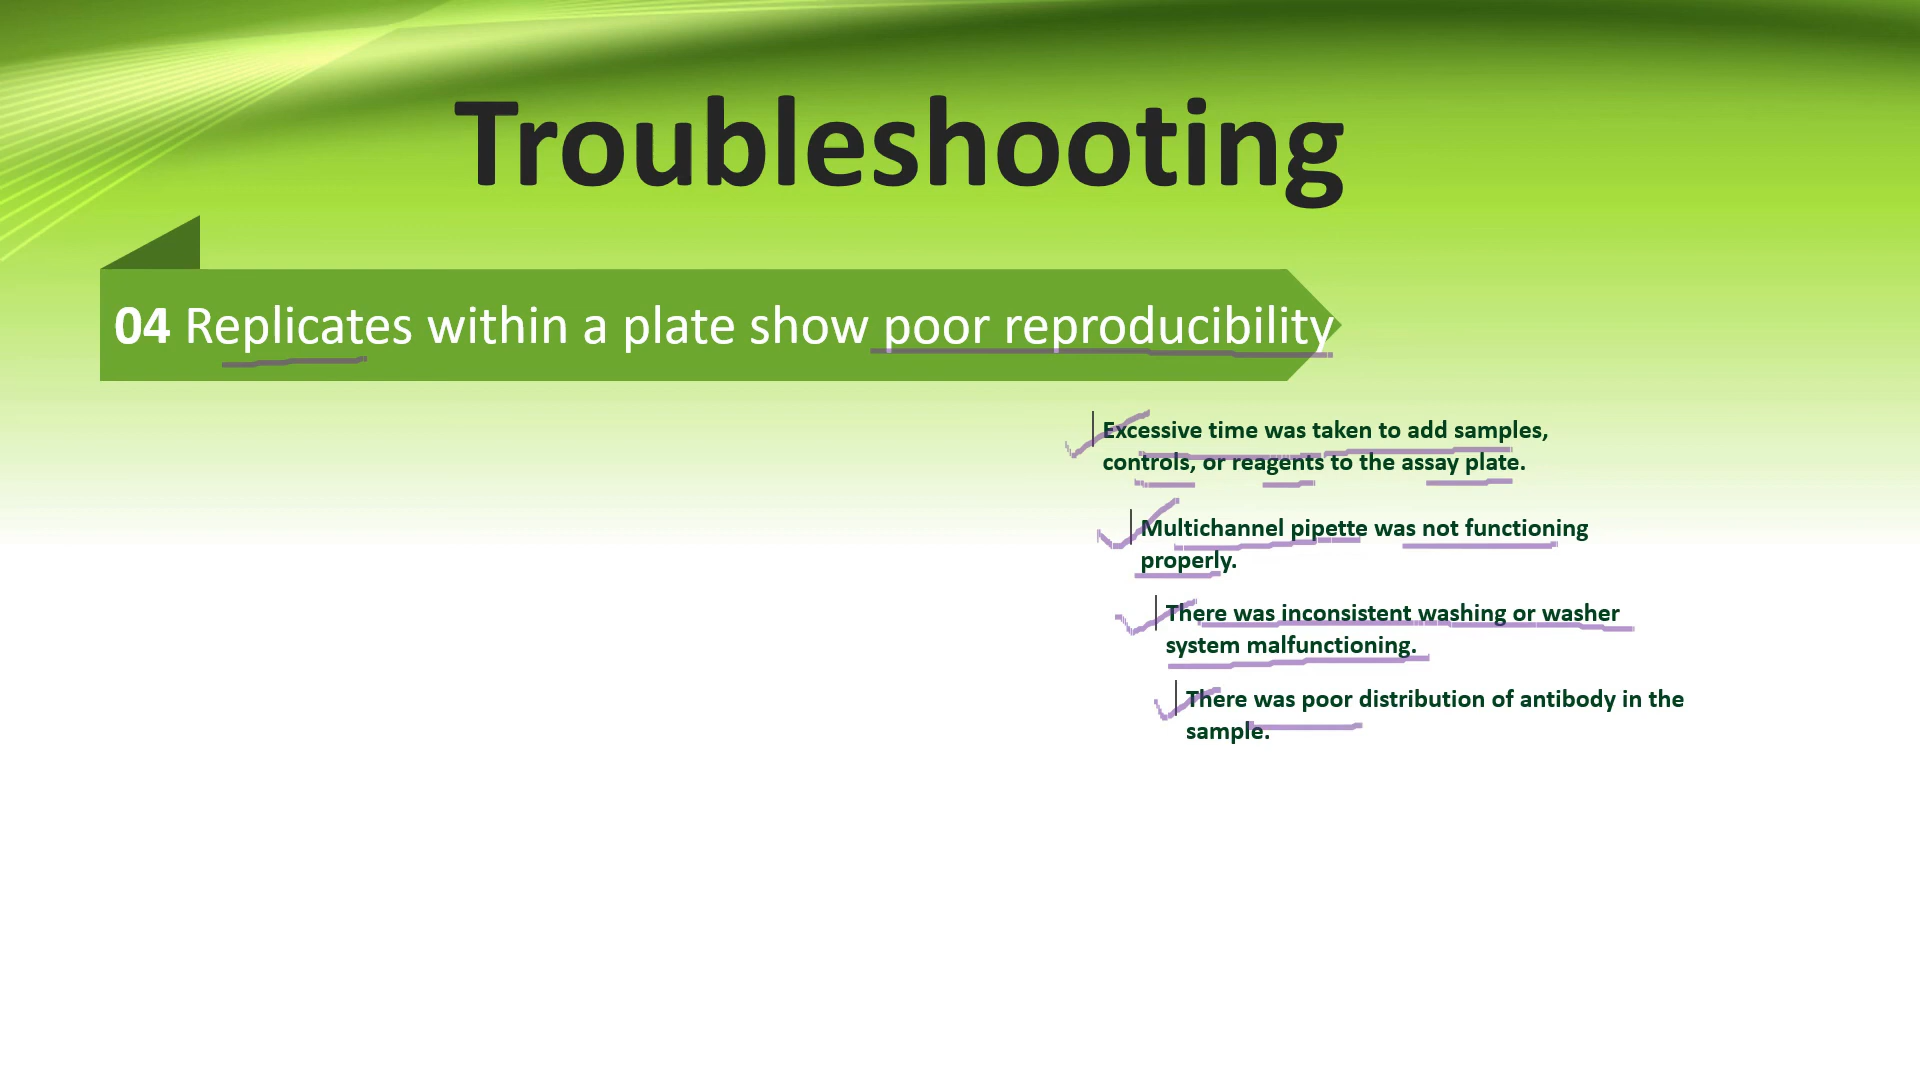 Troubleshooting
04 Replicates within a plate show poor reproducibility
Excessive time was taken to add samples,
controls, or reagents to the assay plate.
Multichannel pipette was not functioning
properly.
There was inconsistent washing or washer
system malfunctioning.
There was poor distribution of antibody in the
sample.